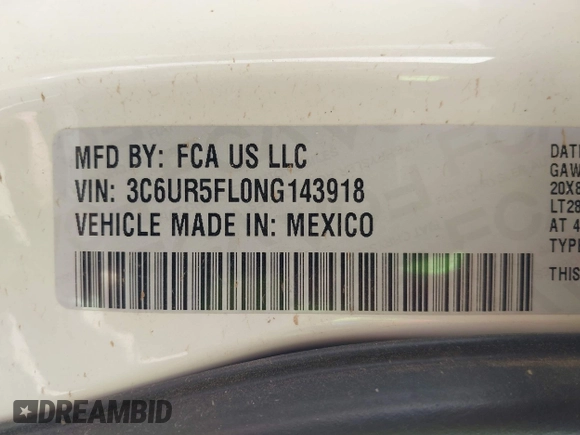 MFD BY: FCA US LLC
VIN: 3C6UR5FL0NG143918
VEHICLE MADE IN: MEXICO
DATE
GAW
20X8
LT28
AT 4
TYPE
THIS
DREAMBID